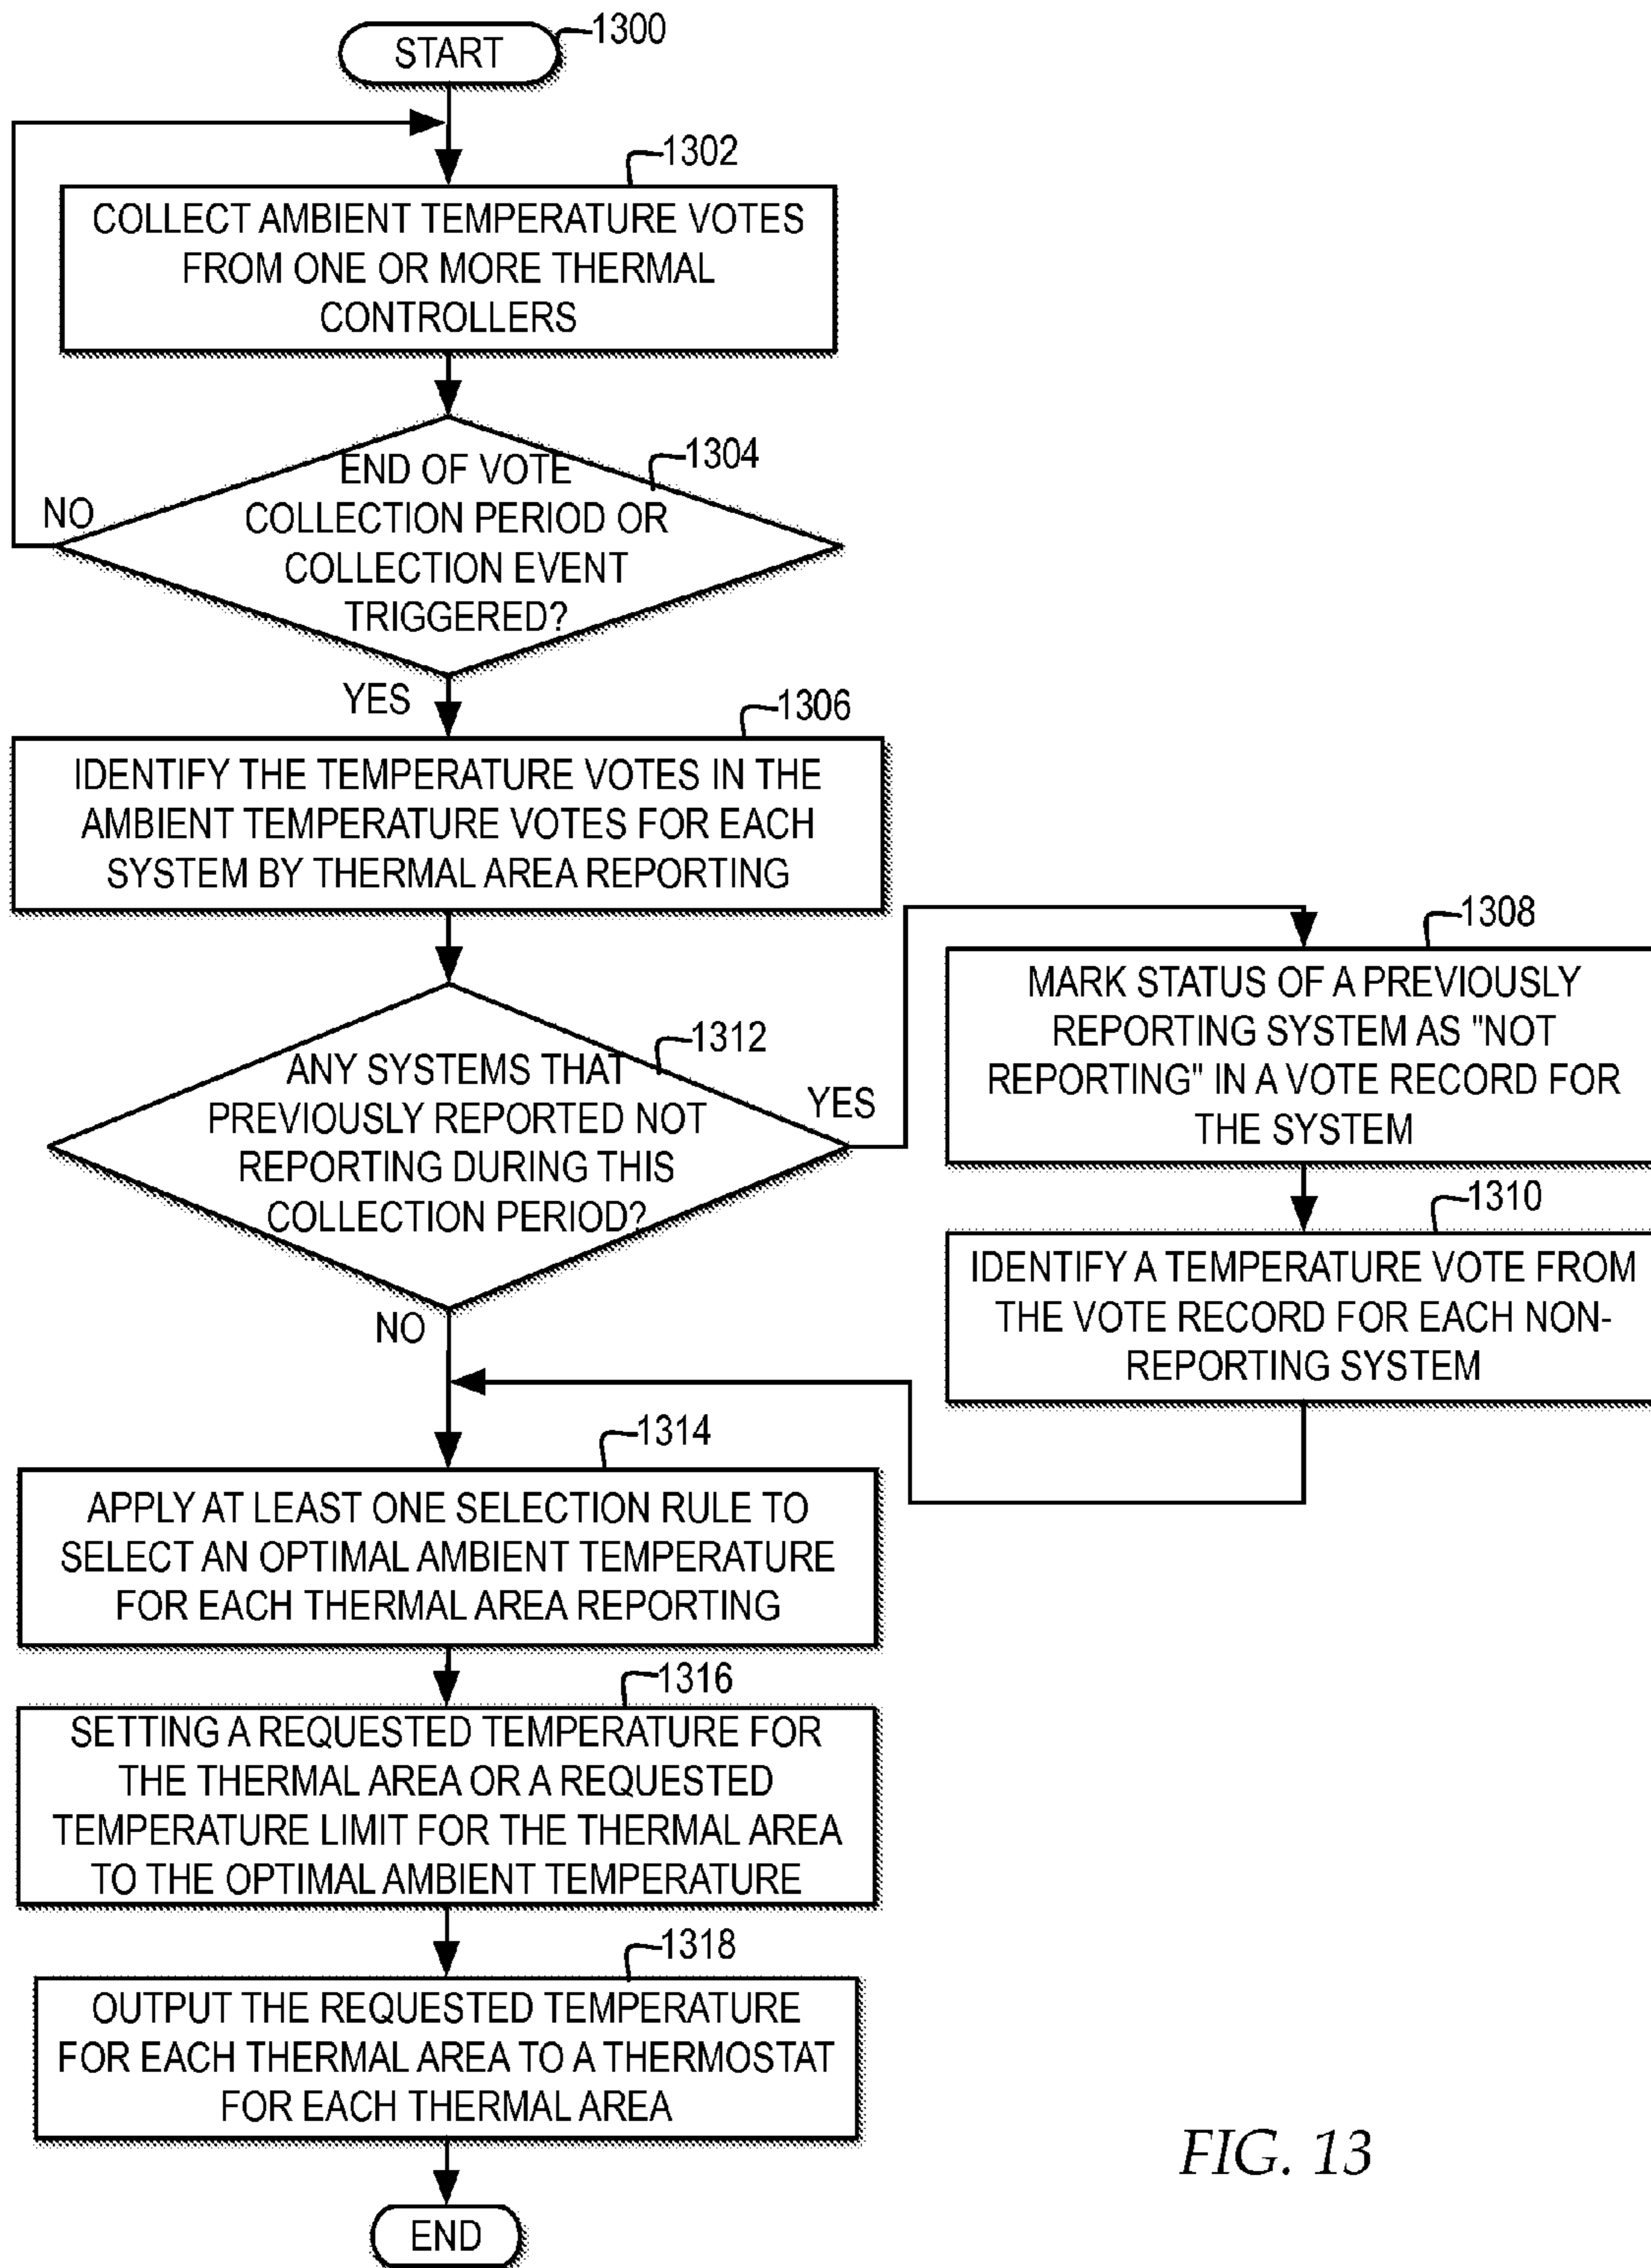 START
1300
1302
COLLECT AMBIENT TEMPERATURE VOTES
FROM ONE OR MORE THERMAL
CONTROLLERS
1304
END OF VOTE
COLLECTION PERIOD OR
COLLECTION EVENT
TRIGGERED?
NO
YES
1306
IDENTIFY THE TEMPERATURE VOTES IN THE
AMBIENT TEMPERATURE VOTES FOR EACH
SYSTEM BY THERMAL AREA REPORTING
1312
ANY SYSTEMS THAT
PREVIOUSLY REPORTED NOT
REPORTING DURING THIS
COLLECTION PERIOD?
YES
NO
1308
MARK STATUS OF A PREVIOUSLY
REPORTING SYSTEM AS "NOT
REPORTING" IN A VOTE RECORD FOR
THE SYSTEM
1310
IDENTIFY A TEMPERATURE VOTE FROM
THE VOTE RECORD FOR EACH NON-
REPORTING SYSTEM
1314
APPLY AT LEAST ONE SELECTION RULE TO
SELECT AN OPTIMAL AMBIENT TEMPERATURE
FOR EACH THERMAL AREA REPORTING
1316
SETTING A REQUESTED TEMPERATURE FOR
THE THERMAL AREA OR A REQUESTED
TEMPERATURE LIMIT FOR THE THERMAL AREA
TO THE OPTIMAL AMBIENT TEMPERATURE
1318
OUTPUT THE REQUESTED TEMPERATURE
FOR EACH THERMAL AREA TO A THERMOSTAT
FOR EACH THERMAL AREA
END
FIG. 13